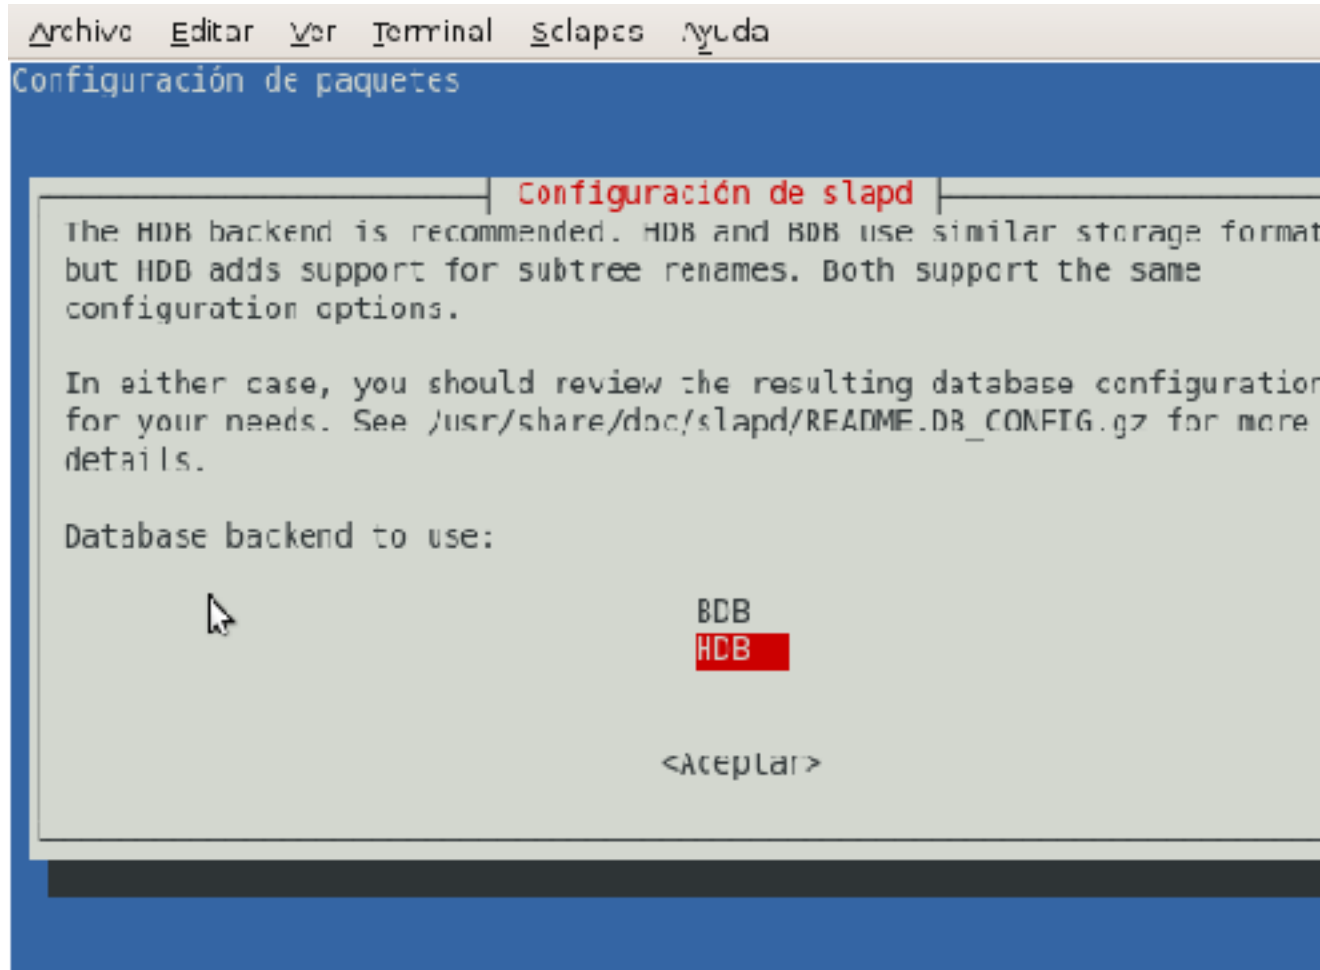 Archivo Editar Ver Terminal Solapas Ayuda
Configuración de paquetes
Configuración de slapd
The HDB backend is recommended. HDB and BDB use similar storage format
but HDB adds support for subtree renames. Both support the same
configuration options.
In either case, you should review the resulting database configuration
for your needs. See /usr/share/doc/slapd/README.DB_CONFIG.gz for more
details.
Database backend to use:
BDB
HDB
<Aceptar>